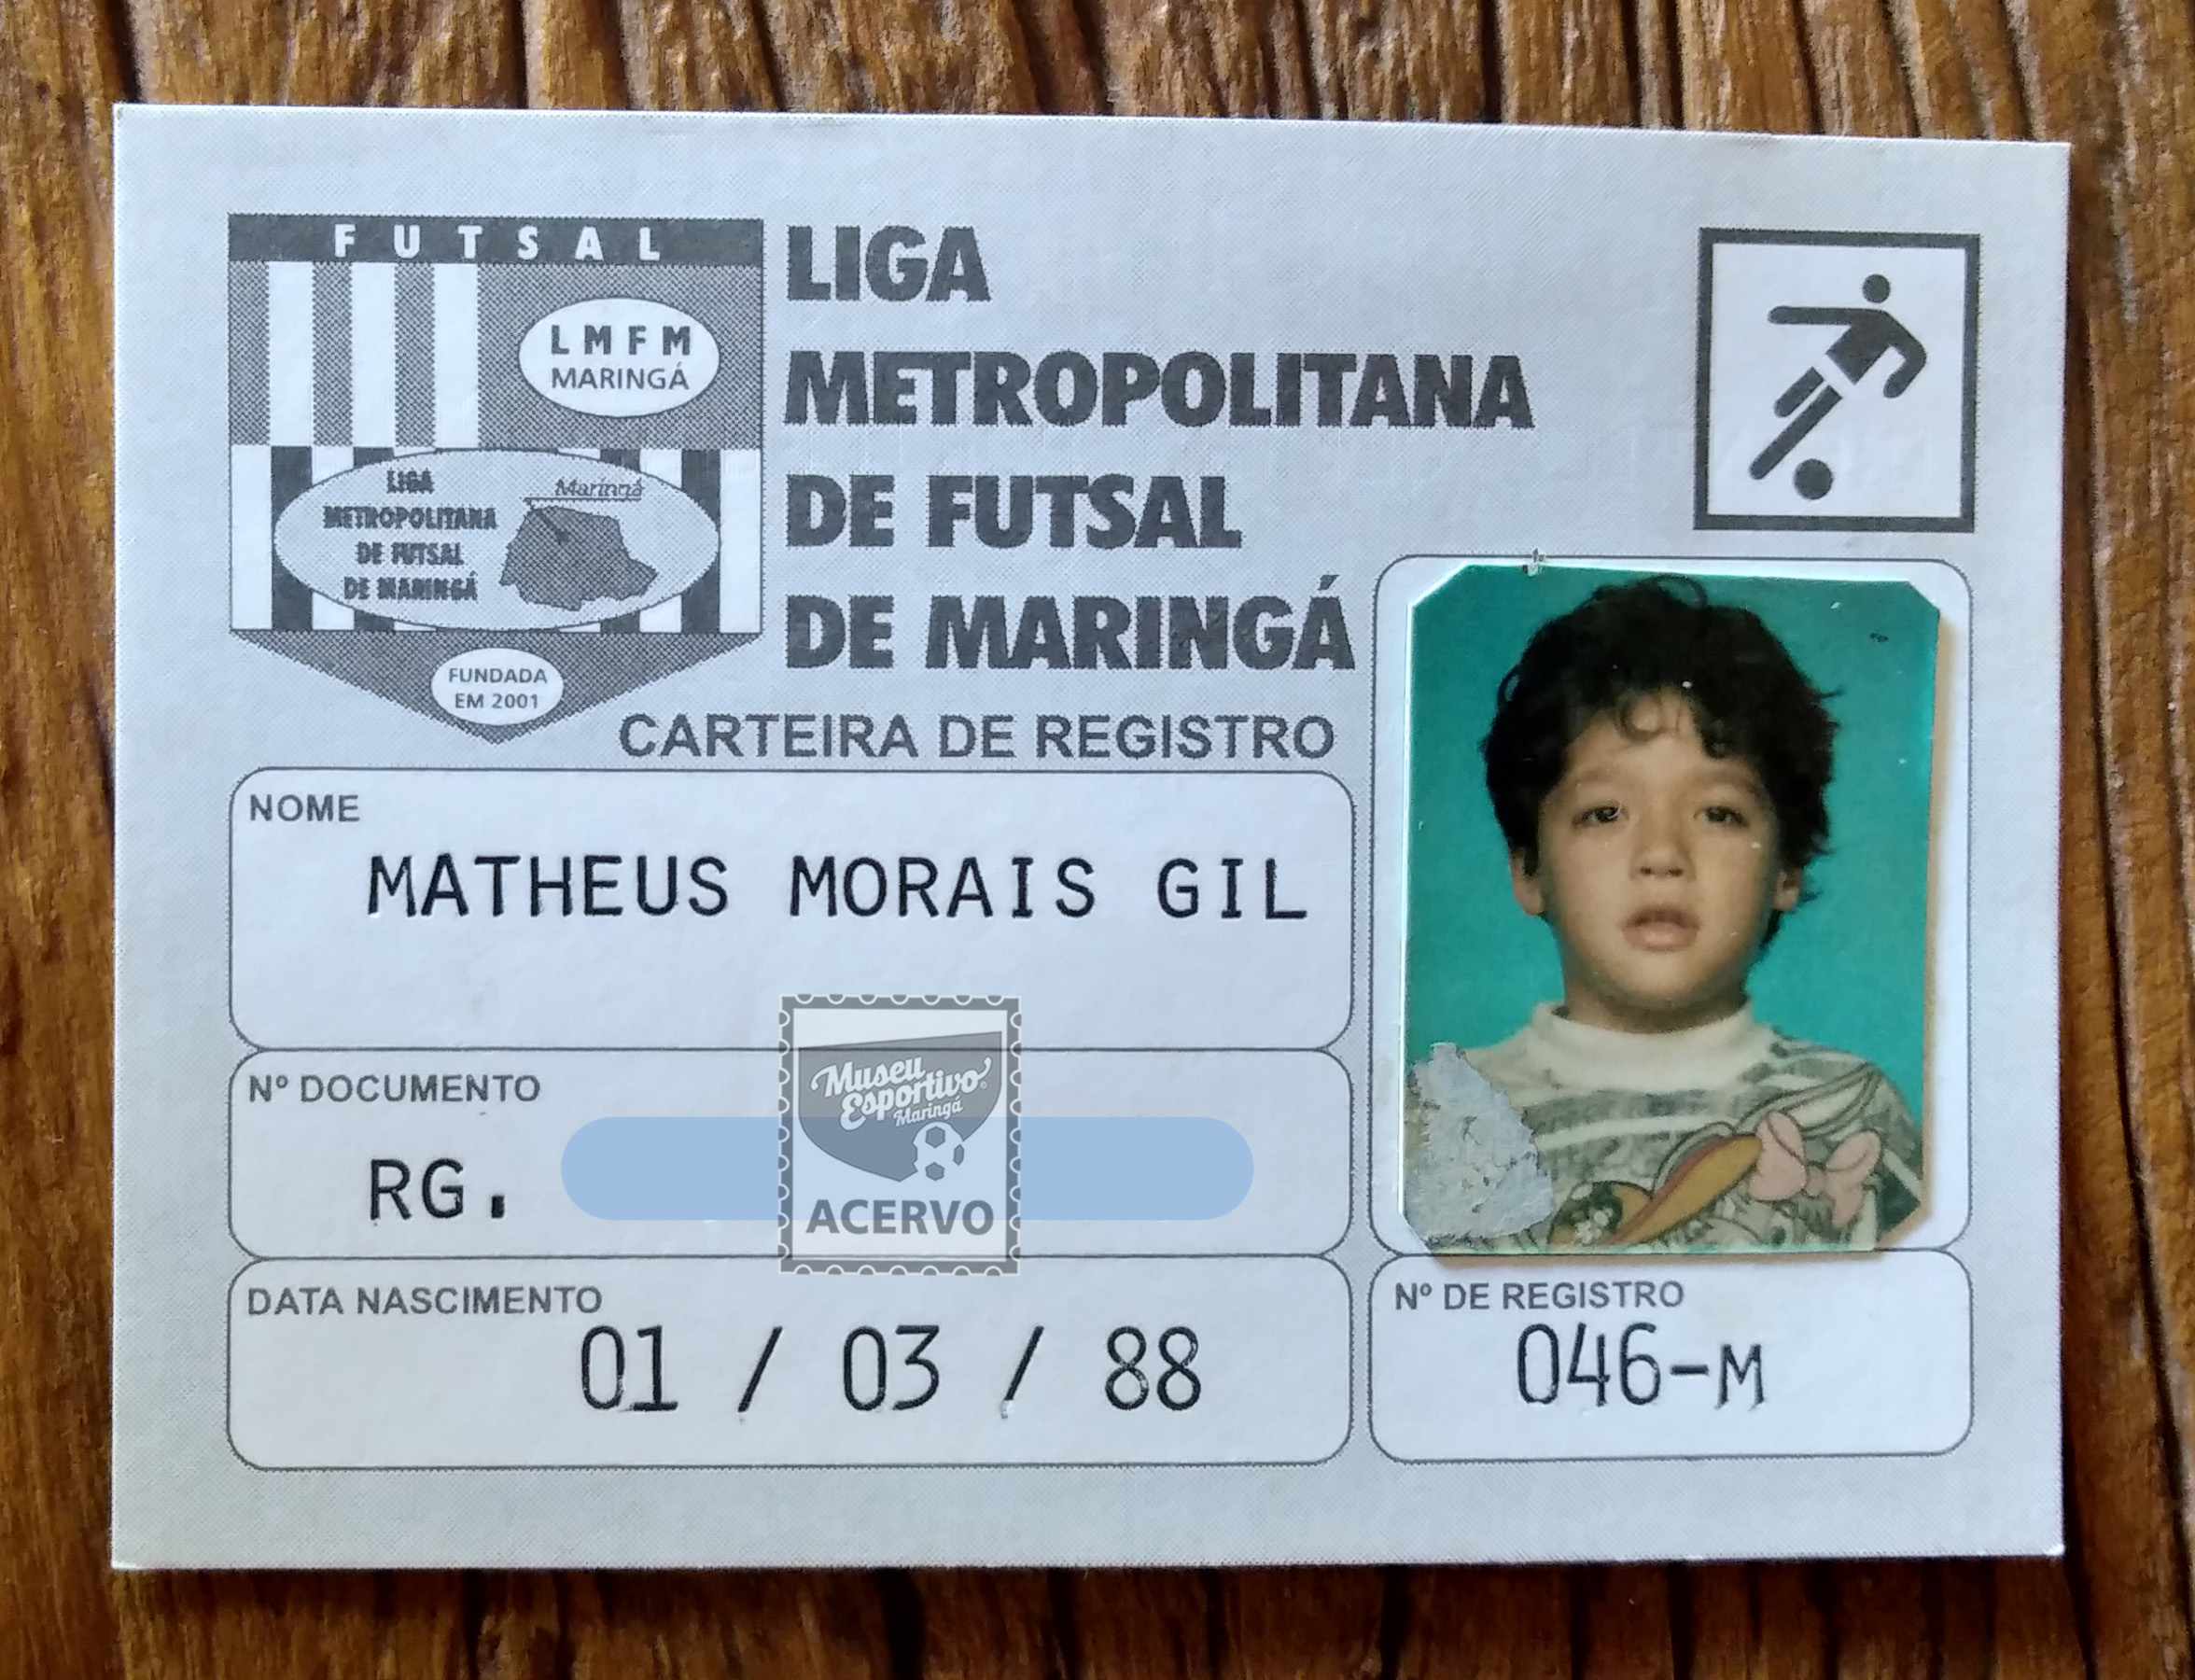 FUTSAL
LMFM
MARINGÁ
LIGA
METROPOLITANA
DE FUTSAL
DE MARINGÁ
Maringá
FUNDADA
EM 2001
LIGA
METROPOLITANA
DE FUTSAL
DE MARINGÁ
CARTEIRA DE REGISTRO
NOME
MATHEUS MORAIS GIL
Nº DOCUMENTO
RG.
Museu
Esportivo
Maringá
ACERVO
DATA NASCIMENTO
01 / 03 / 88
Nº DE REGISTRO
046-M